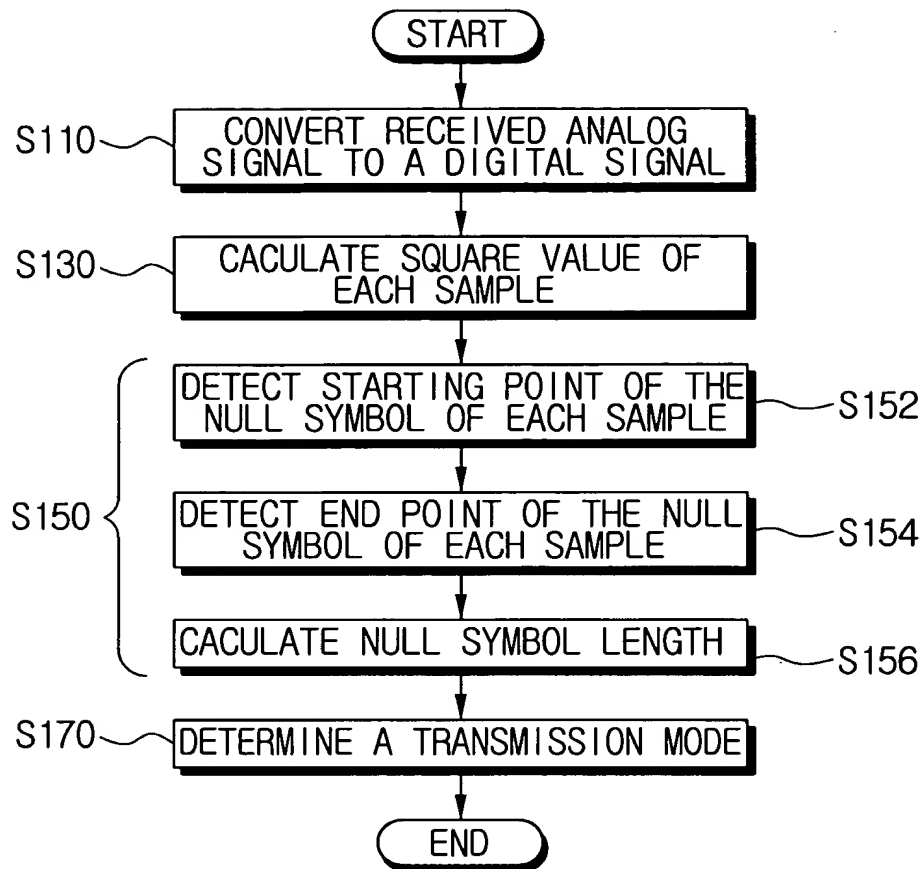 START
S110
CONVERT RECEIVED ANALOG
SIGNAL TO A DIGITAL SIGNAL
S130
CACULATE SQUARE VALUE OF
EACH SAMPLE
S150
DETECT STARTING POINT OF THE
NULL SYMBOL OF EACH SAMPLE
S152
DETECT END POINT OF THE NULL
SYMBOL OF EACH SAMPLE
S154
CACULATE NULL SYMBOL LENGTH
S156
S170
DETERMINE A TRANSMISSION MODE
END